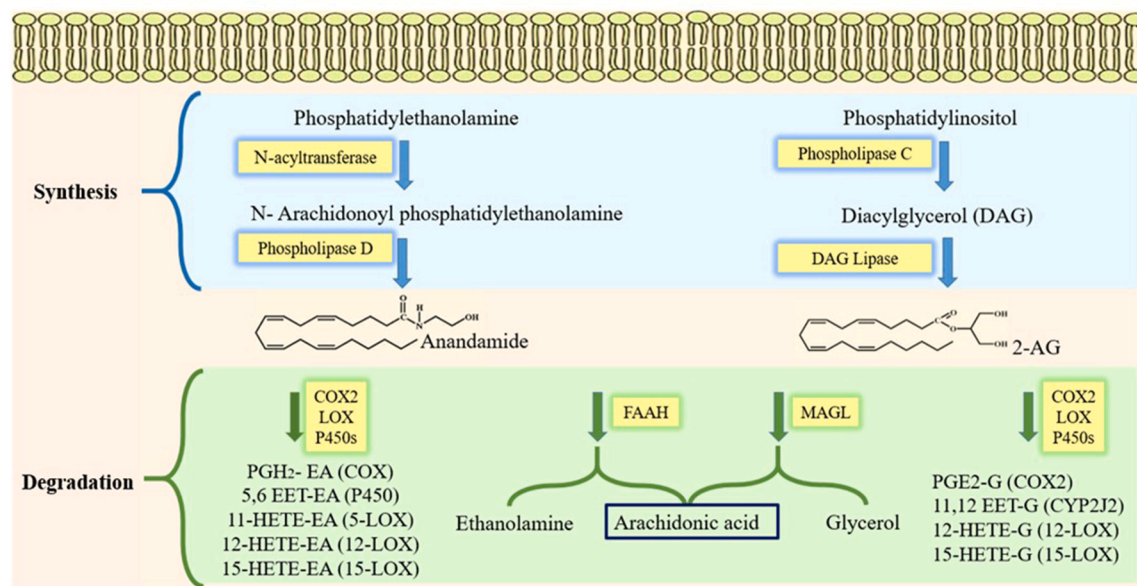 Phosphatidylethanolamine
Phosphatidylinositol
N-acyltransferase
Phospholipase C
Synthesis
N- Arachidonoyl phosphatidylethanolamine
Diacylglycerol (DAG)
Phospholipase D
DAG Lipase
O
H
C
N
OH
Anandamide
O
C
O
OH
OH
2-AG
COX2
LOX
P450s
FAAH
MAGL
COX2
LOX
P450s
Degradation
PGH2- EA (COX)
5,6 EET-EA (P450)
11-HETE-EA (5-LOX)
12-HETE-EA (12-LOX)
15-HETE-EA (15-LOX)
Ethanolamine
Arachidonic acid
Glycerol
PGE2-G (COX2)
11,12 EET-G (CYP2J2)
12-HETE-G (12-LOX)
15-HETE-G (15-LOX)